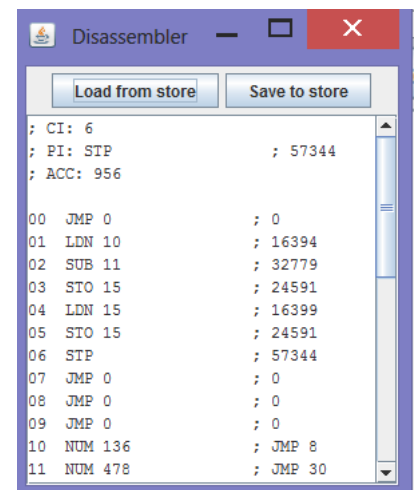 Disassembler
Load from store Save to store
; CI: 6
; PI: STP ; 57344
; ACC: 956
00 JMP 0 ; 0
01 LDN 10 ; 16394
02 SUB 11 ; 32779
03 STO 15 ; 24591
04 LDN 15 ; 16399
05 STO 15 ; 24591
06 STP ; 57344
07 JMP 0 ; 0
08 JMP 0 ; 0
09 JMP 0 ; 0
10 NUM 136 ; JMP 8
11 NUM 478 ; JMP 30